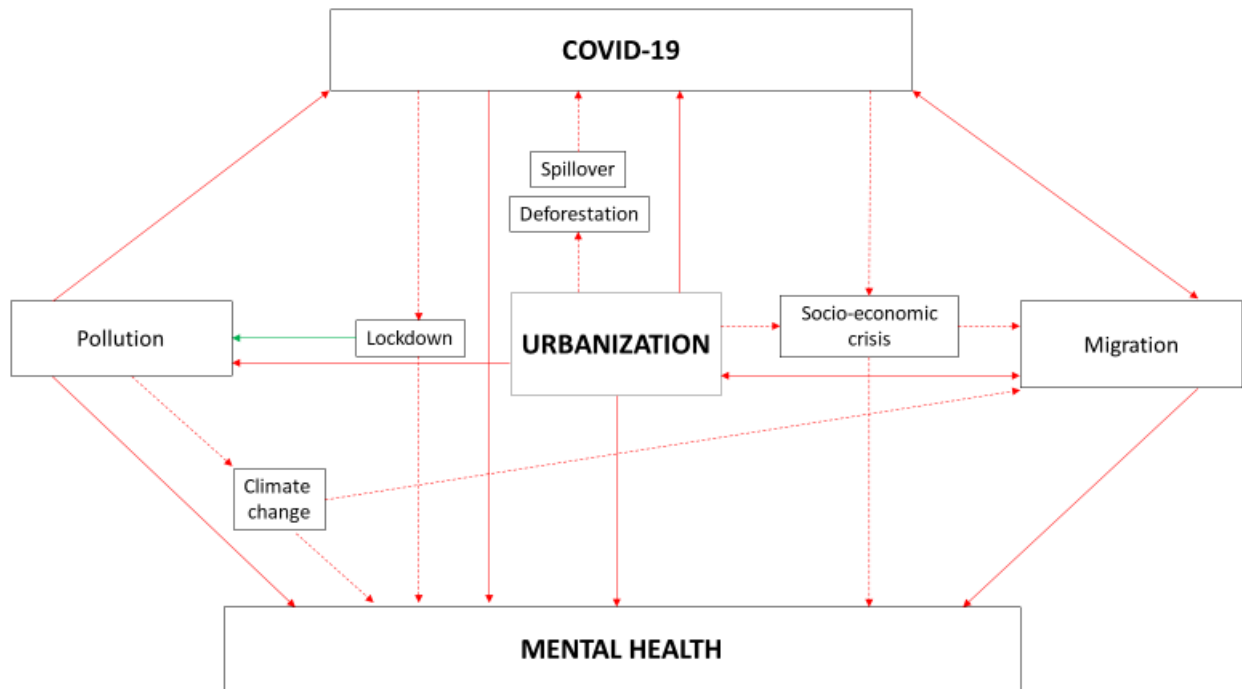 COVID-19
Spillover
Deforestation
Pollution
Lockdown
URBANIZATION
Socio-economic
crisis
Migration
Climate
change
MENTAL HEALTH